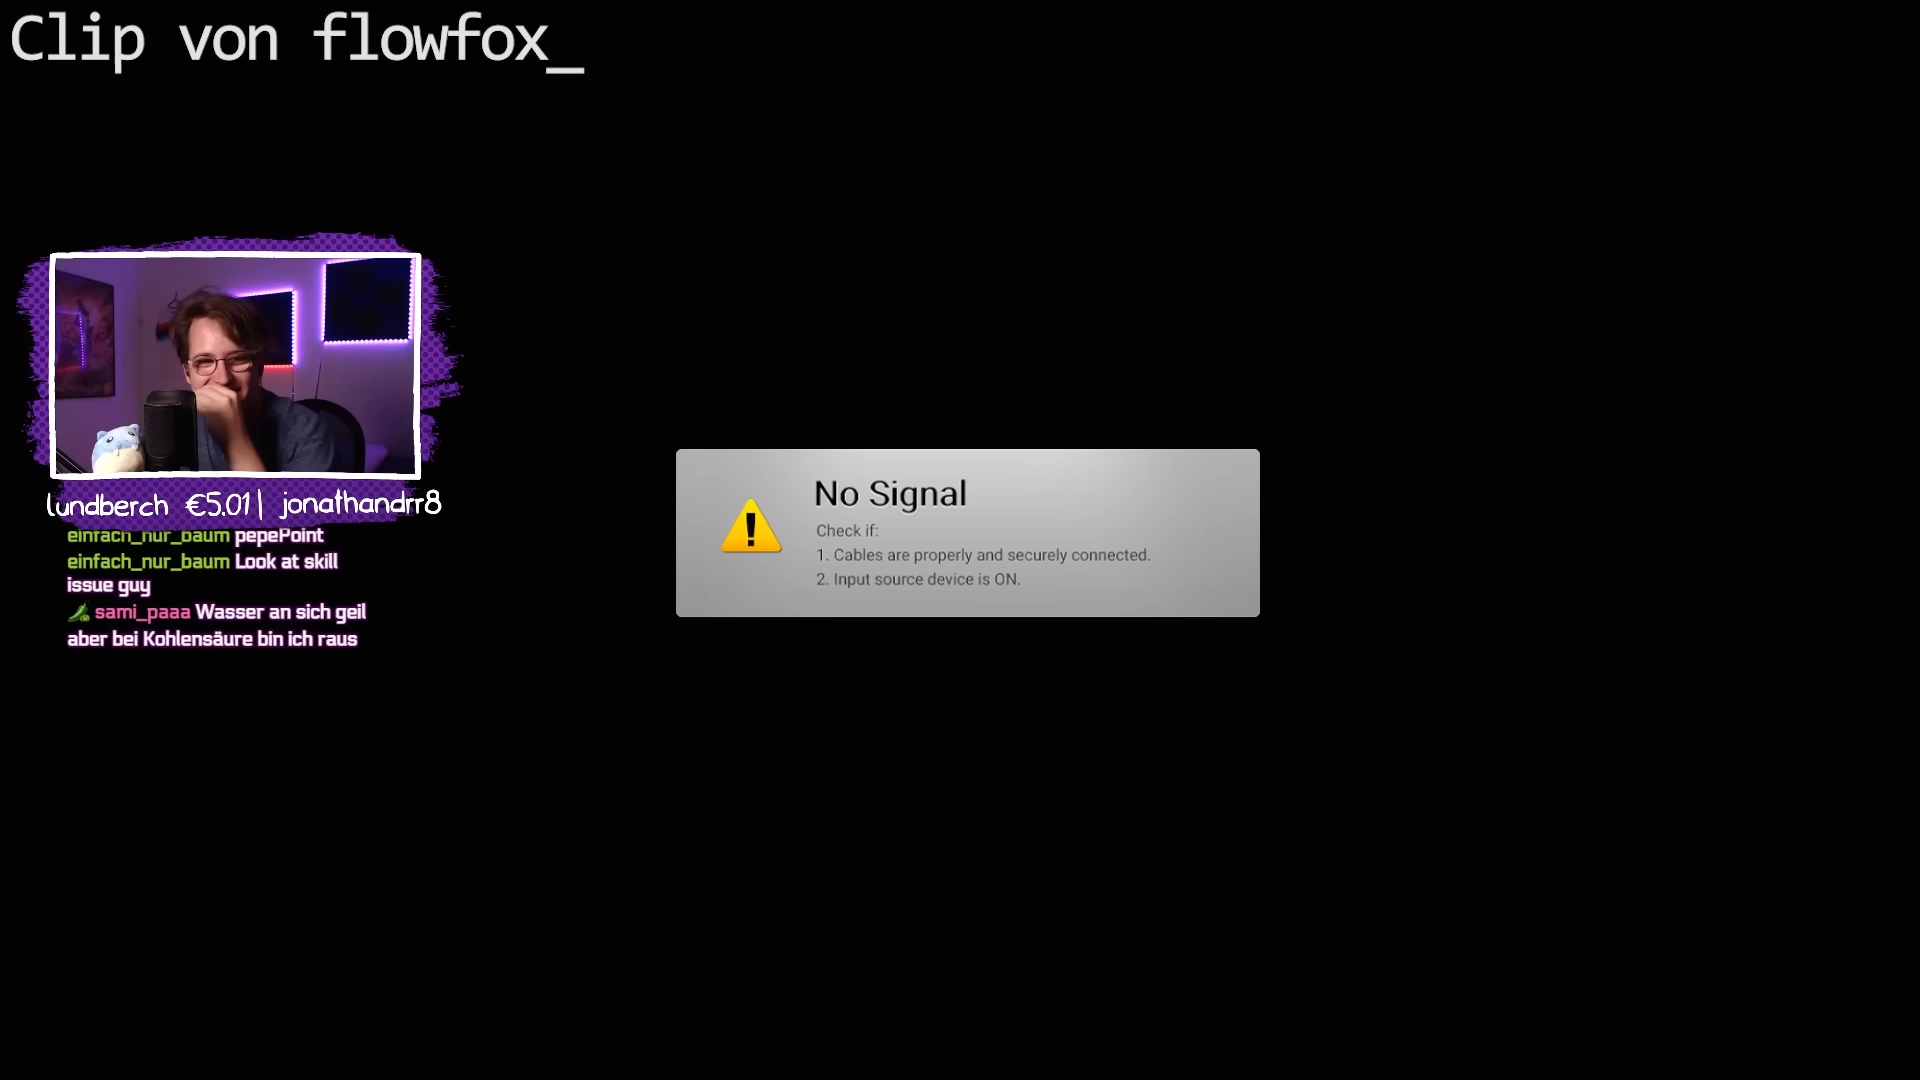 Clip von flowfox_
lundberch €5.01 | jonathandrr8
einfach_nur_baum pepePoint
einfach_nur_baum Look at skill
issue guy
sami_paaa Wasser an sich geil
aber bei Kohlensäure bin ich raus
No Signal
Check if:
1. Cables are properly and securely connected.
2. Input source device is ON.